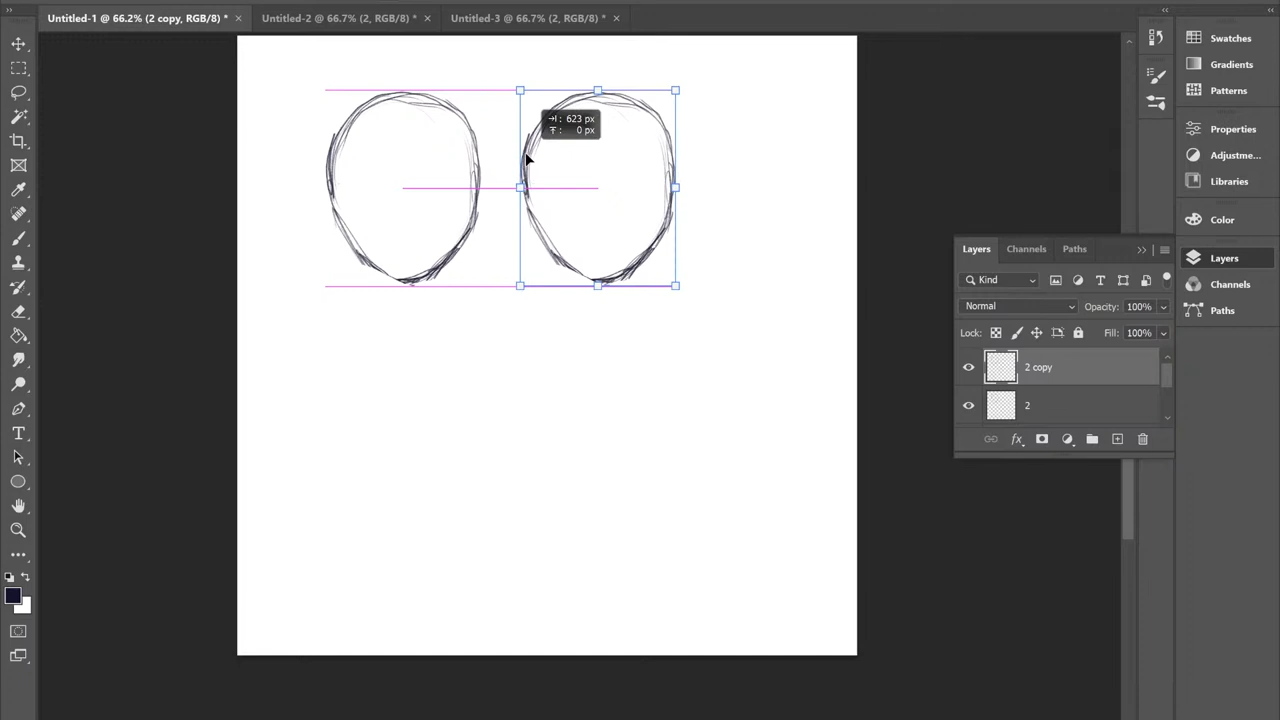 Untitled-1 @ 66.2% (2 copy, RGB/8) *
Untitled-2 @ 66.7% (2, RGB/8) *
Untitled-3 @ 66.7% (2, RGB/8) *
623 px
0 px
Swatches
Gradients
Patterns
Properties
Adjustme...
Libraries
Color
Layers
Channels
Paths
Layers
Channels
Paths
Kind
Normal
Opacity: 100%
Lock:
Fill: 100%
2 copy
2
fx